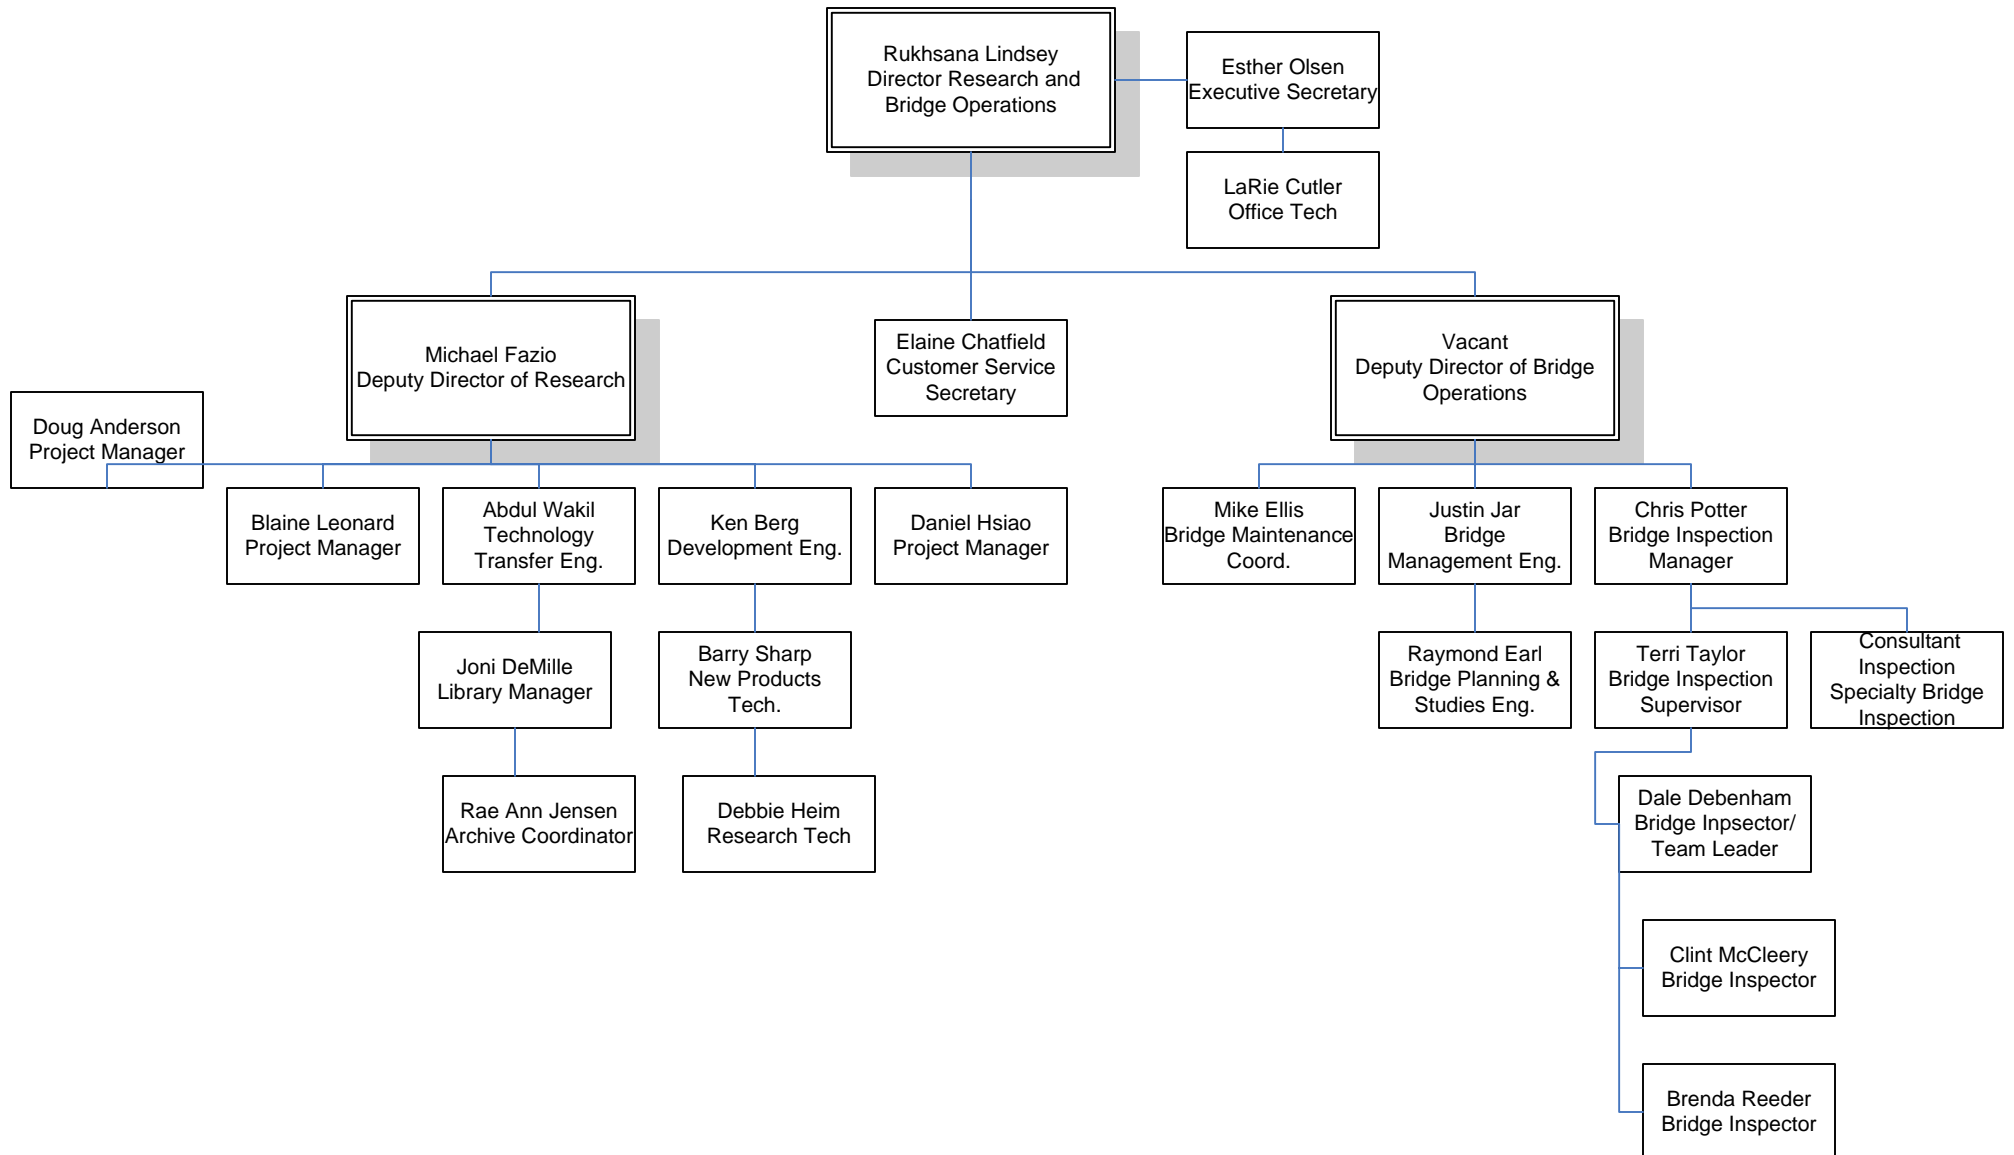 Rukhsana Lindsey
Director Research and
Bridge Operations
Esther Olsen
Executive Secretary
LaRie Cutler
Office Tech
Michael Fazio
Deputy Director of Research
Elaine Chatfield
Customer Service
Secretary
Vacant
Deputy Director of Bridge
Operations
Doug Anderson
Project Manager
Blaine Leonard
Project Manager
Abdul Wakil
Technology
Transfer Eng.
Ken Berg
Development Eng.
Daniel Hsiao
Project Manager
Mike Ellis
Bridge Maintenance
Coord.
Justin Jar
Bridge
Management Eng.
Chris Potter
Bridge Inspection
Manager
Joni DeMille
Library Manager
Barry Sharp
New Products
Tech.
Raymond Earl
Bridge Planning &
Studies Eng.
Terri Taylor
Bridge Inspection
Supervisor
Consultant
Inspection
Specialty Bridge
Inspection
Rae Ann Jensen
Archive Coordinator
Debbie Heim
Research Tech
Dale Debenham
Bridge Inpsector/
Team Leader
Clint McCleery
Bridge Inspector
Brenda Reeder
Bridge Inspector